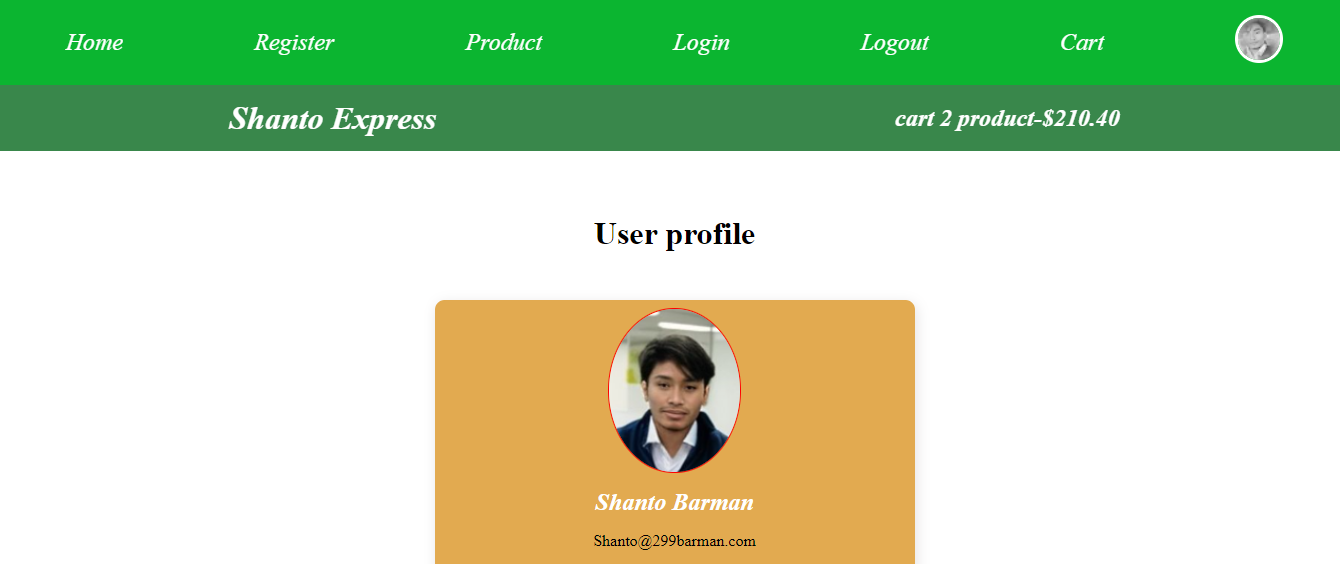 Home Register Product Login Logout Cart
Shanto Express cart 2 product-$210.40
User profile
Shanto Barman
Shanto@299barman.com